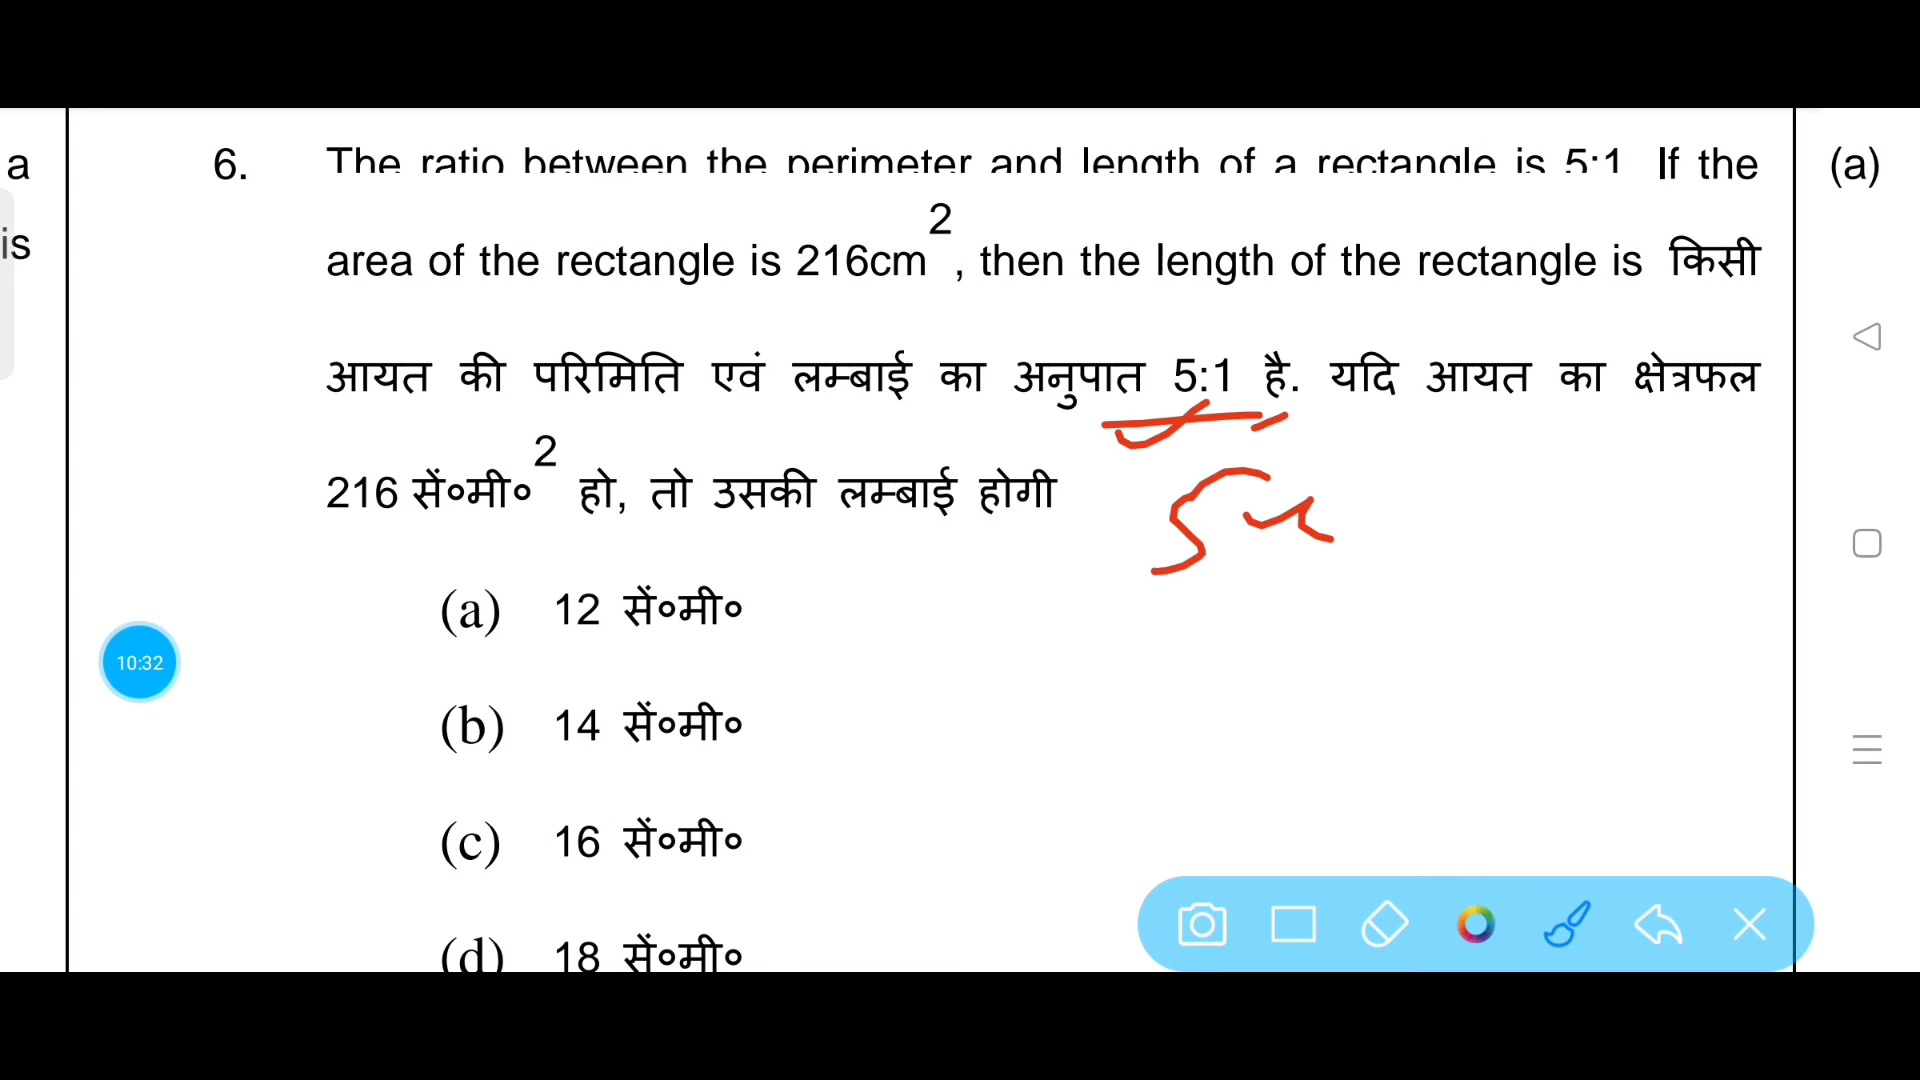 a
is
6. The ratio between the perimeter and length of a rectangle is 5:1 If the
area of the rectangle is 216cm², then the length of the rectangle is किसी
आयत की परिमिति एवं लम्बाई का अनुपात 5:1 है. यदि आयत का क्षेत्रफल
216 सें०मी०² हो, तो उसकी लम्बाई होगी
5x
(a) 12 सें०मी०
10:32
(b) 14 सें०मी०
(c) 16 सें०मी०
(d) 18 सें०मी०
(a)